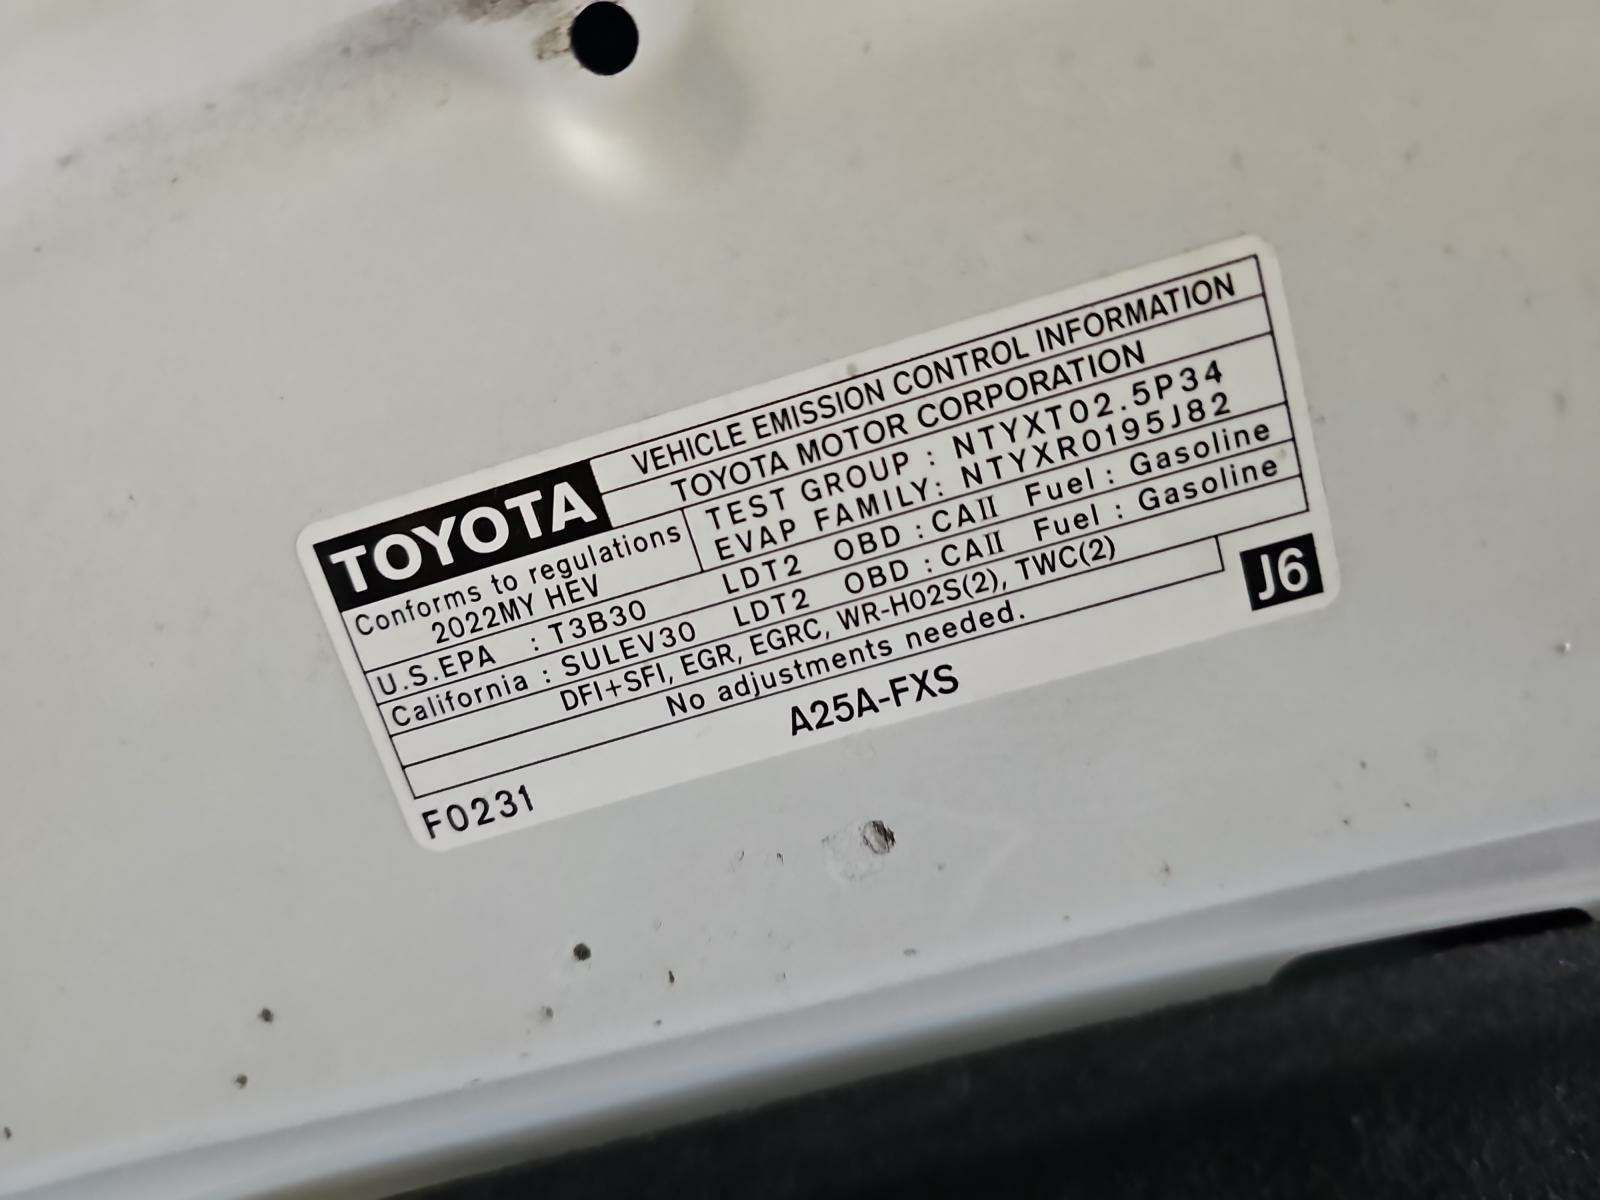 TOYOTA
VEHICLE EMISSION CONTROL INFORMATION
TOYOTA MOTOR CORPORATION
Conforms to regulations
2022MY HEV
TEST GROUP : NTYXT02.5P34
EVAP FAMILY: NTYXR0195J82
U.S.EPA : T3B30 LDT2 OBD : CAII Fuel : Gasoline
California : SULEV30 LDT2 OBD : CAII Fuel : Gasoline
DFI+SFI, EGR, EGRC, WR-HO2S(2), TWC(2)
No adjustments needed.
J6
A25A-FXS
F0231